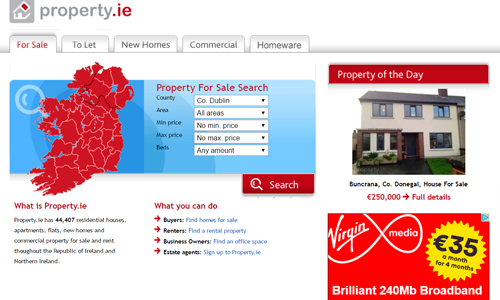 property.ie
For Sale
To Let
New Homes
Commercial
Homeware
Property For Sale Search
County
Co. Dublin
Area
All areas
Min price
No min. price
Max price
No max. price
Beds
Any amount
Search
What is Property.ie
Property.ie has 44,407 residential houses,
apartments, flats, new homes and
commercial property for sale and rent
thoughout the Republic of Ireland and
Northern Ireland.
What you can do
Buyers: Find homes for sale
Renters: Find a rental property
Business Owners: Find an office space
Estate agents: Sign up to Property.ie
Property of the Day
Buncrana, Co. Donegal, House For Sale
€250,000 Full details
Virgin media
€35
a month
for 4 months
Brilliant 240Mb Broadband